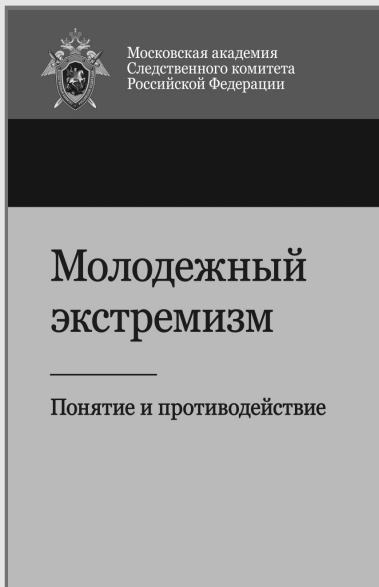 Московская академия
Следственного комитета
Российской Федерации
Молодежный
экстремизм
Понятие и противодействие